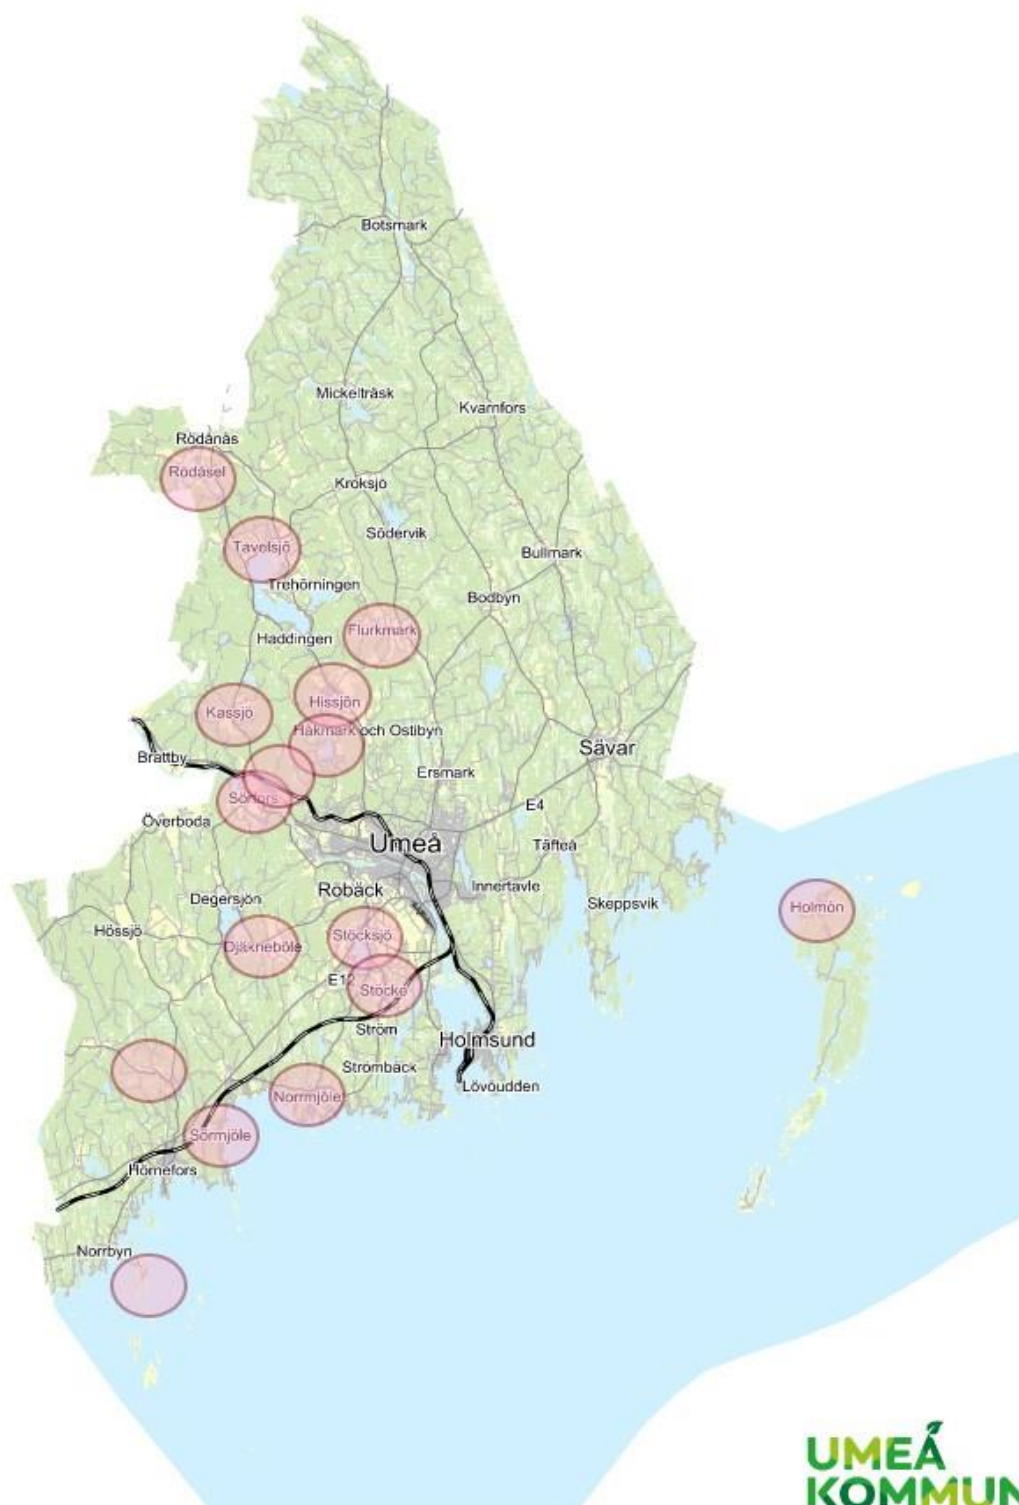 Botsmark
Mickelträsk
Kvarnfors
Rödånäs
Rödåsel
Kroksjö
Södervik
Tavelsjö
Bullmark
Trehörningen
Bodbyn
Flurkmark
Haddingen
Hissjön
Kassjö
Håkmark och Ostibyn
Sävar
Brattby
Ersmark
Sörfors
E4
Överboda
Umeå
Täfteå
Innertavle
Röbäck
Degersjön
Skeppsvik
Holmön
Hössjö
Stöcksjö
Djäkneböle
E12
Stöcke
Ström
Holmsund
Strömbäck
Lövöudden
Norrmjöle
Sörmjöle
Hörnefors
Norrbyn
UMEÅ
KOMMUN